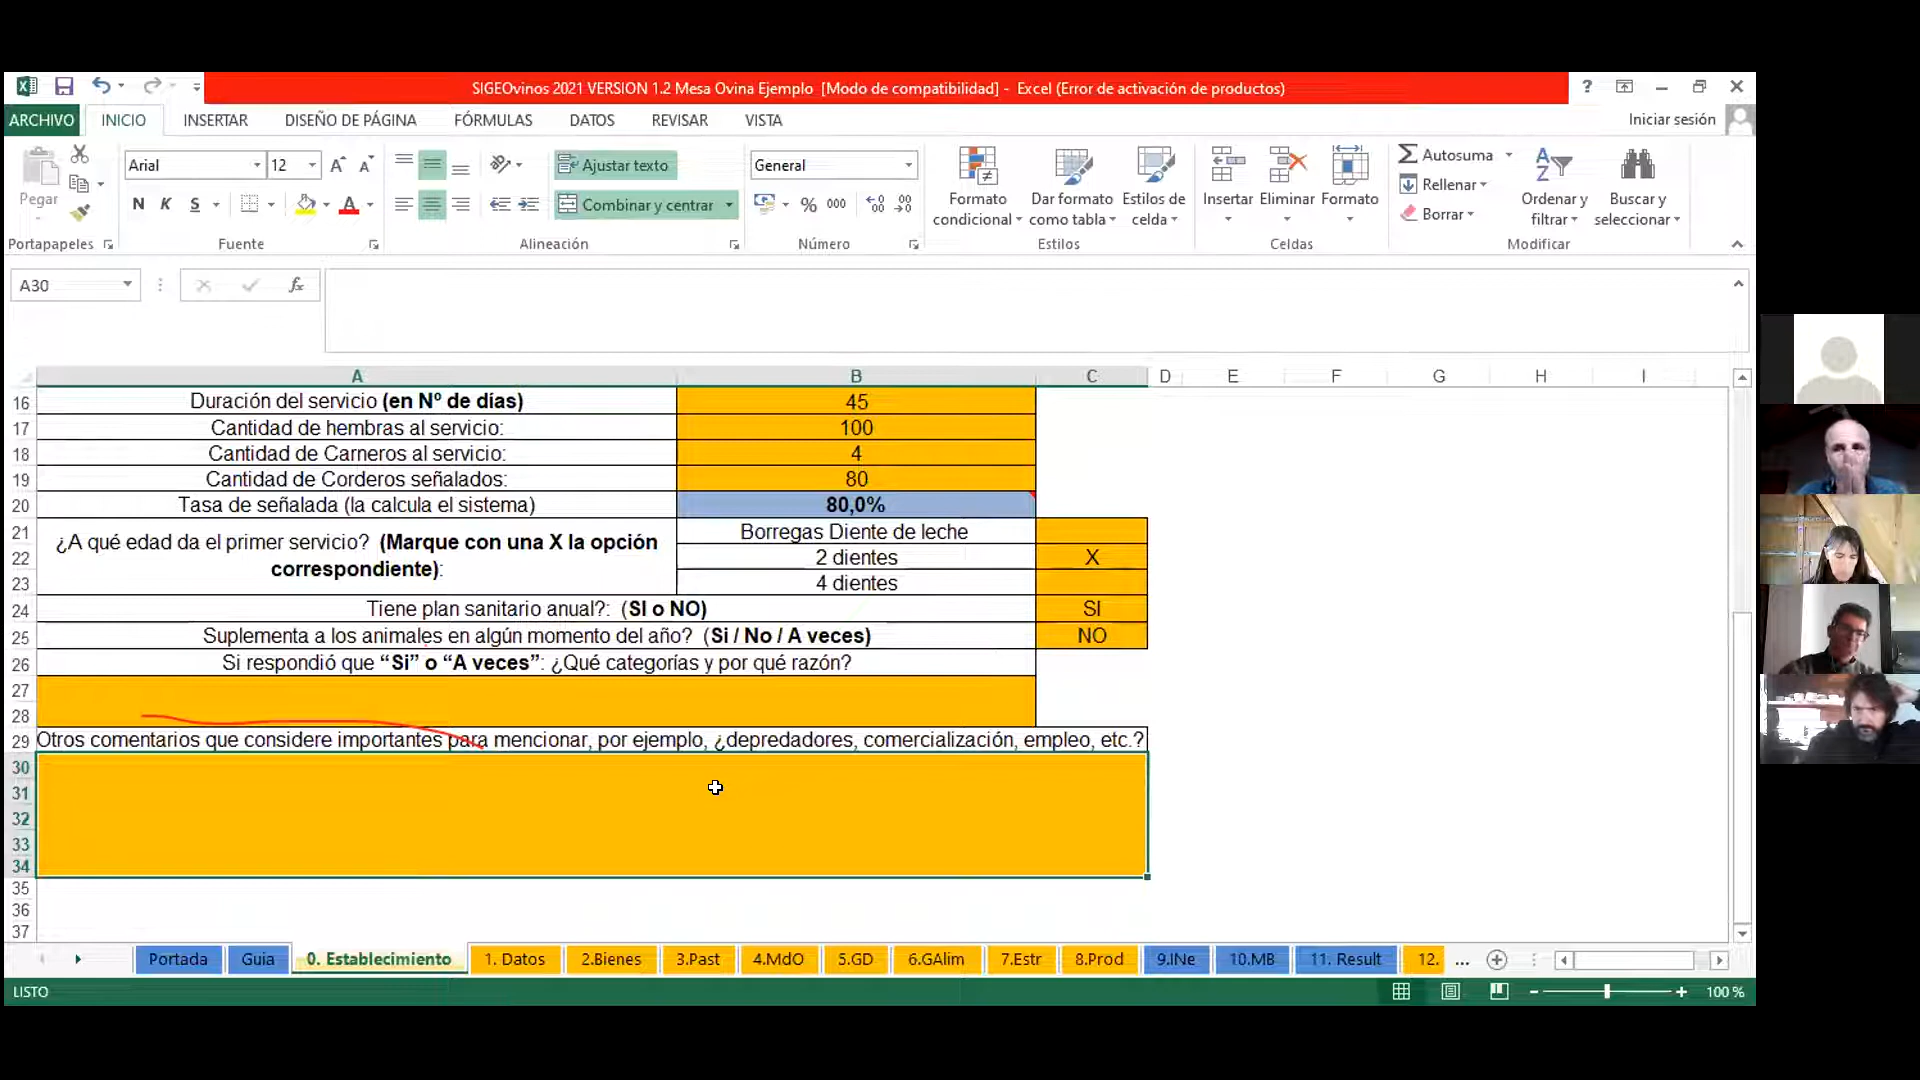 SIGEOvinos 2021 VERSION 1.2 Mesa Ovina Ejemplo [Modo de compatibilidad] - Excel (Error de activación de productos)
?
ARCHIVO INICIO INSERTAR DISEÑO DE PÁGINA FÓRMULAS DATOS REVISAR VISTA Iniciar sesión
Pegar
Arial 12
Ajustar texto
General
N K S
Combinar y centrar
% 000
Formato condicional
Dar formato como tabla
Estilos de celda
Insertar Eliminar Formato
Autosuma
Rellenar
Borrar
Ordenar y filtrar
Buscar y seleccionar
Portapapeles Fuente Alineación Número Estilos Celdas Modificar
A30
fx
A B C D E F G H I
16 Duración del servicio (en Nº de días) 45
17 Cantidad de hembras al servicio: 100
18 Cantidad de Carneros al servicio: 4
19 Cantidad de Corderos señalados: 80
20 Tasa de señalada (la calcula el sistema) 80,0%
21 ¿A qué edad da el primer servicio? (Marque con una X la opción correspondiente): Borregas Diente de leche
22 2 dientes X
23 4 dientes
24 Tiene plan sanitario anual?: (SI o NO) SI
25 Suplementa a los animales en algún momento del año? (Si / No / A veces) NO
26 Si respondió que “Si” o “A veces”: ¿Qué categorías y por qué razón?
27
28
29 Otros comentarios que considere importantes para mencionar, por ejemplo, ¿depredadores, comercialización, empleo, etc.?
30
31
32
33
34
35
36
37
Portada Guia 0. Establecimiento 1. Datos 2.Bienes 3.Past 4.MdO 5.GD 6.GAlim 7.Estr 8.Prod 9.INe 10.MB 11. Result 12. ...
LISTO 100 %